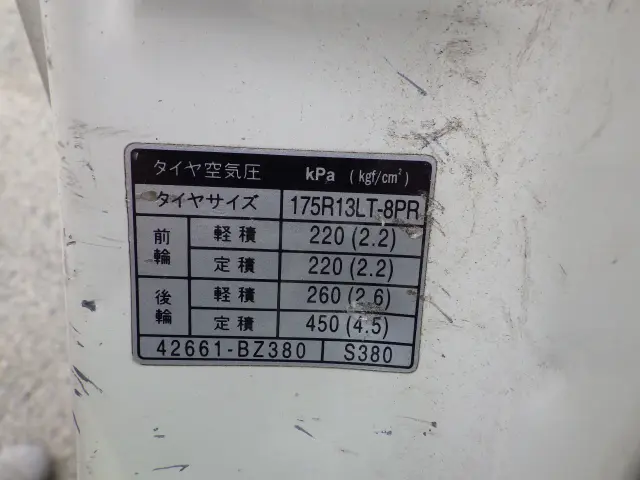 タイヤ空気圧 kPa (kgf/cm²)
タイヤサイズ 175R13LT-8PR
前輪 軽積 220 (2.2)
定積 220 (2.2)
後輪 軽積 260 (2.6)
定積 450 (4.5)
42661-BZ380 S380